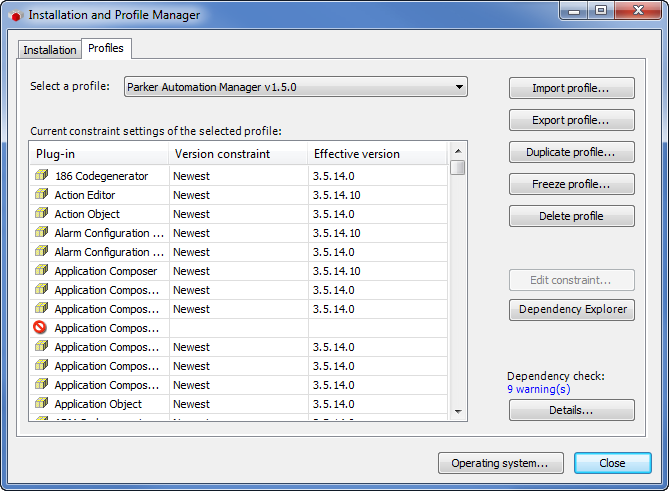 Installation and Profile Manager
Installation Profiles
Select a profile: Parker Automation Manager v1.5.0
Import profile...
Current constraint settings of the selected profile:
Export profile...
Duplicate profile...
Freeze profile...
Delete profile
Edit constraint...
Dependency Explorer
Plug-in Version constraint Effective version
186 Codegenerator Newest 3.5.14.0
Action Editor Newest 3.5.14.10
Action Object Newest 3.5.14.0
Alarm Configuration ... Newest 3.5.14.10
Alarm Configuration ... Newest 3.5.14.0
Application Composer Newest 3.5.14.10
Application Compos... Newest 3.5.14.0
Application Compos... Newest 3.5.14.0
Application Compos...
Application Compos... Newest 3.5.14.0
Application Compos... Newest 3.5.14.0
Application Compos... Newest 3.5.14.0
Application Object Newest 3.5.14.0
Dependency check:
9 warning(s)
Details...
Operating system... Close